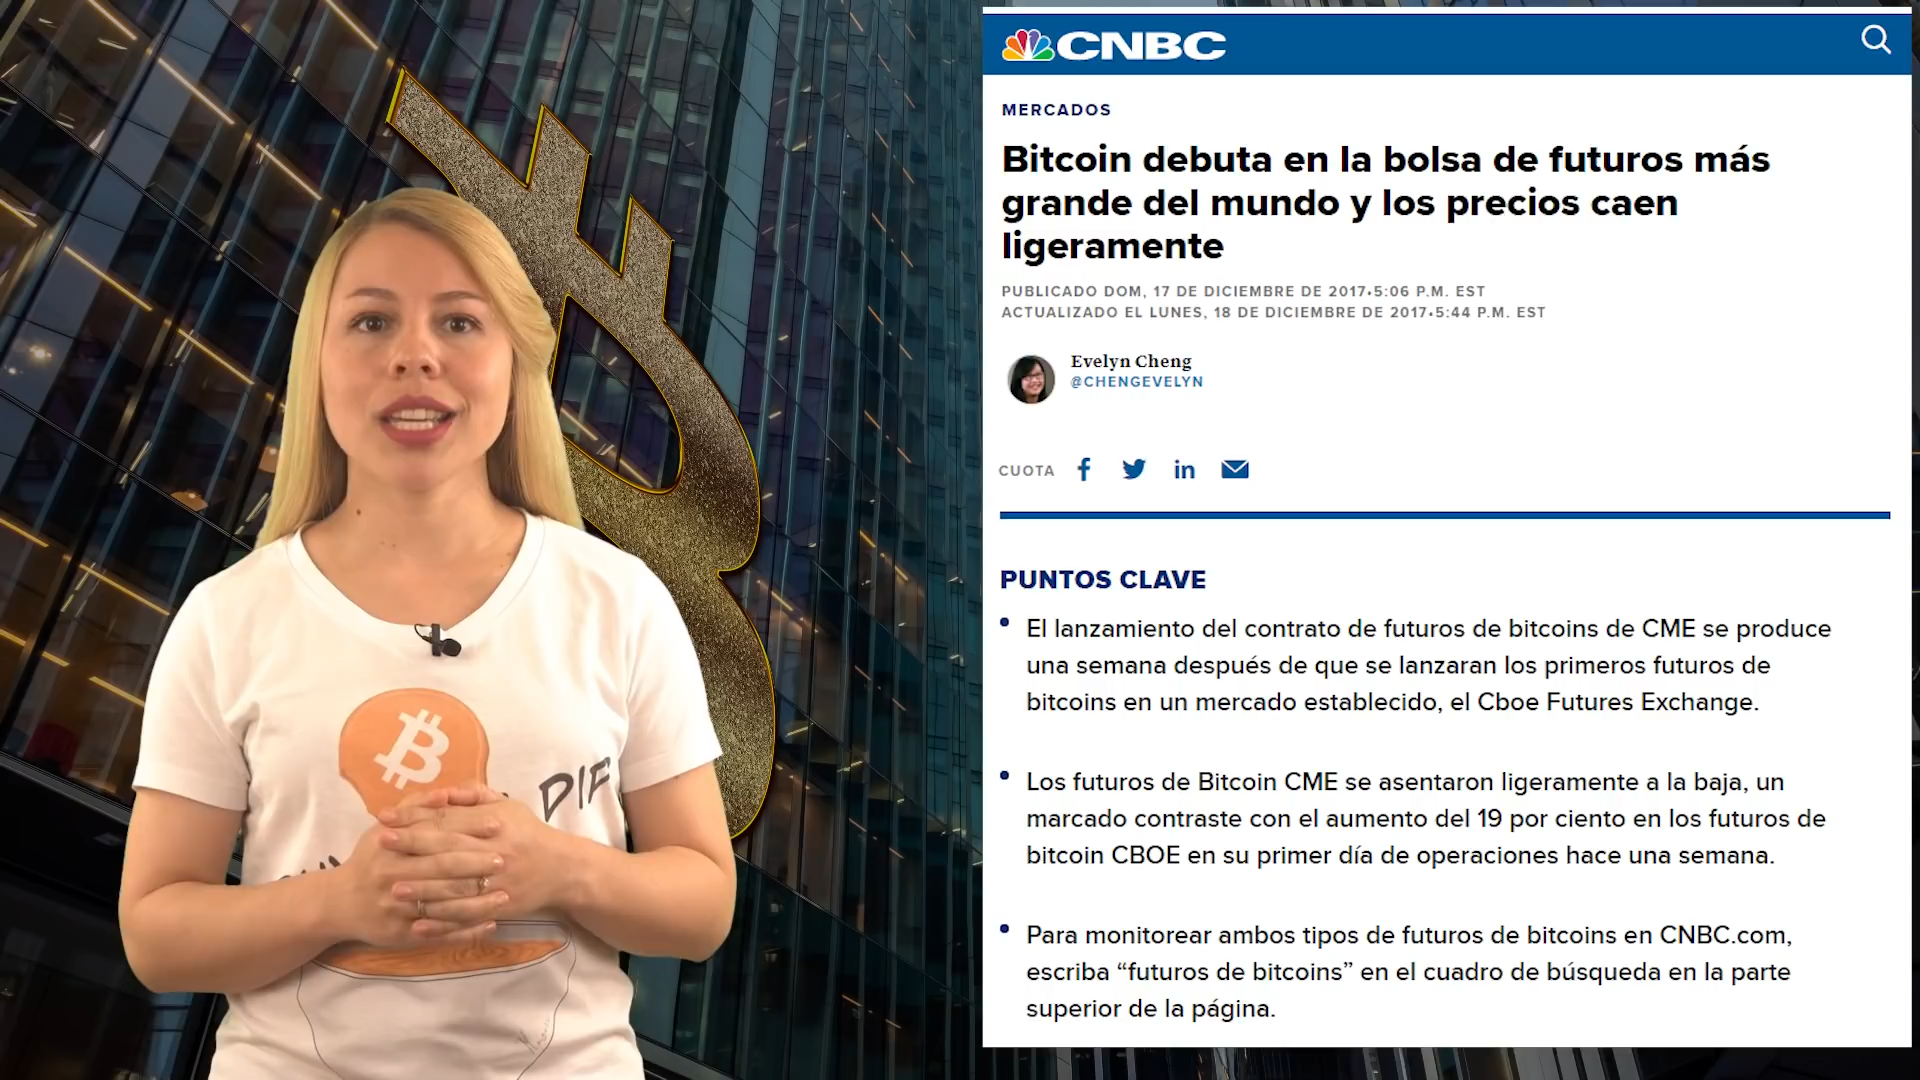 CNBC
MERCADOS
Bitcoin debuta en la bolsa de futuros más
grande del mundo y los precios caen
ligeramente
PUBLICADO DOM, 17 DE DICIEMBRE DE 2017•5:06 P.M. EST
ACTUALIZADO EL LUNES, 18 DE DICIEMBRE DE 2017•5:44 P.M. EST
Evelyn Cheng
@CHENGEVELYN
CUOTA
PUNTOS CLAVE
• El lanzamiento del contrato de futuros de bitcoins de CME se produce
una semana después de que se lanzaran los primeros futuros de
bitcoins en un mercado establecido, el Cboe Futures Exchange.
• Los futuros de Bitcoin CME se asentaron ligeramente a la baja, un
marcado contraste con el aumento del 19 por ciento en los futuros de
bitcoin CBOE en su primer día de operaciones hace una semana.
• Para monitorear ambos tipos de futuros de bitcoins en CNBC.com,
escriba “futuros de bitcoins” en el cuadro de búsqueda en la parte
superior de la página.